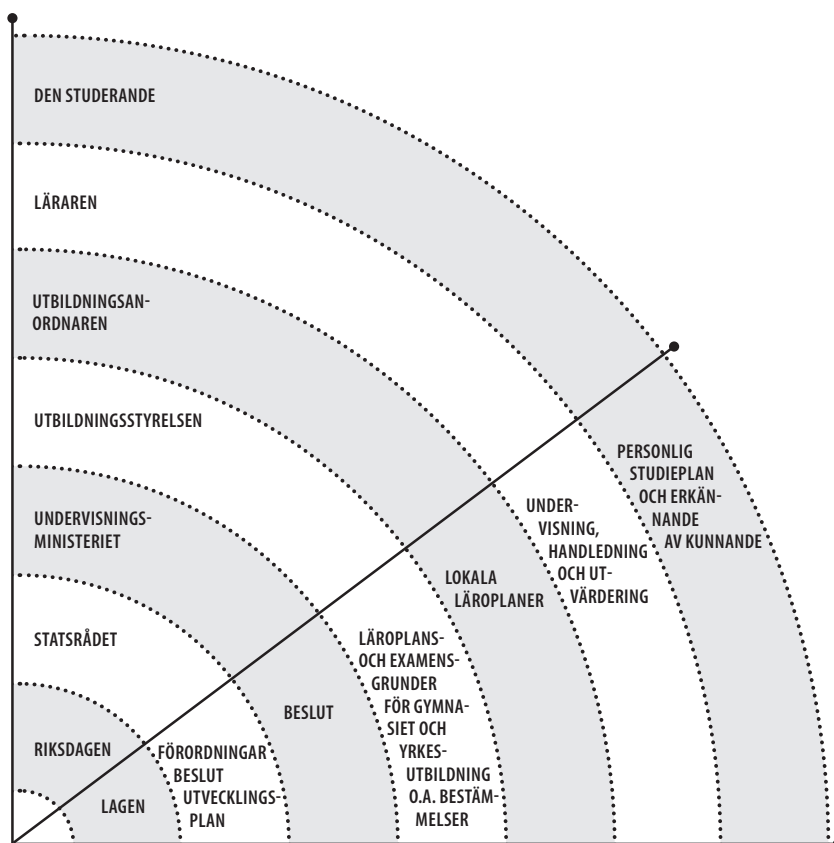 DEN STUDERANDE
LÄRAREN
UTBILDNINGSAN-
ORDNAREN
UTBILDNINGSSTYRELSEN
UNDERVISNINGS-
MINISTERIET
STATSRÅDET
RIKSDAGEN
LAGEN
FÖRORDNINGAR
BESLUT
UTVECKLINGS-
PLAN
BESLUT
LÄROPLANS-
OCH EXAMENS-
GRUNDER
FÖR GYMNA-
SIET OCH
YRKES-
UTBILDNING
O.A. BESTÄM-
MELSER
LOKALA
LÄROPLANER
UNDER-
VISNING,
HANDLEDNING
OCH UT-
VÄRDERING
PERSONLIG
STUDIEPLAN
OCH ERKÄN-
NANDE
AV KUNNANDE